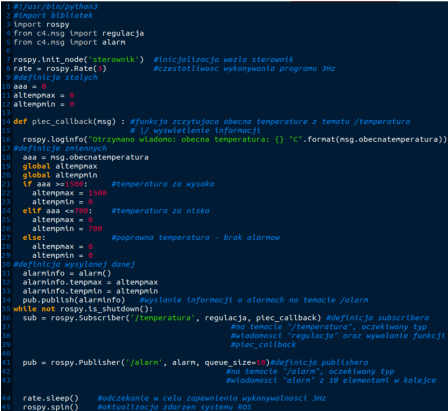 1 #!/usr/bin/python3
2 #import bibliatek
3 import rospy
4 from c4.msg import regulacja
5 from c4.msg import alarm
6
7 rospy.init_node('sterownik') #inicjalizacja wezla sterownik
8 rate = rospy.Rate(3) #czestotliwosc wykonywania programu 3Hz
9 #definicja stalych
10 aaa = 0
11 altempmax = 0
12 altempmin = 0
13
14 def piec_callback(msg) : #funkcja zczytujaca obecna temperature z tematu /temperatura
15 # \/ wyswietlenie informacji
16 rospy.loginfo("Otrzymano wiadomo: obecna temperatura: {} "C".format(msg.obecnatemperatura))
17 #definicje zmiennych
18 aaa = msg.obecnatemperatura
19 global altempmax
20 global altempmin
21 if aaa >=1500: #temperatura za wysoka
22 altempmax = 1500
23 altempmin = 0
24 elif aaa <=700: #temperatura za niska
25 altempmax = 0
26 altempmin = 700
27 else: #poprawna temperatura - brak alarmow
28 altempmax = 0
29 altempmin = 0
30 #definicja wysylanej danej
31 alarminfo = alarm()
32 alarminfo.tempmax = altempmax
33 alarminfo.tempmin = altempmin
34 pub.publish(alarminfo) #wyslanie informacji o alarmach na temacie /alarm
35 while not rospy.is_shutdown():
36 sub = rospy.Subscriber('/temperatura', regulacja, piec_callback) #definicja subscribera
37 #na temacie "/temperatura", oczekiwany typ
38 #wiadomosci "regulacja" oraz wywolanie funkcji
39 #piec_callback
40
41 pub = rospy.Publisher('/alarm', alarm, queue_size=10)#definicja publishera
42 #na temacie "/alarm", oczekiwany typ
43 #wiadomosci "alarm" z 10 elementami w kolejce
44 rate.sleep() #odczekanie w celu zapewnienia wykonywalnosci 3Hz
45 rospy.spin() #aktualizacja zdarzen systemu ROS